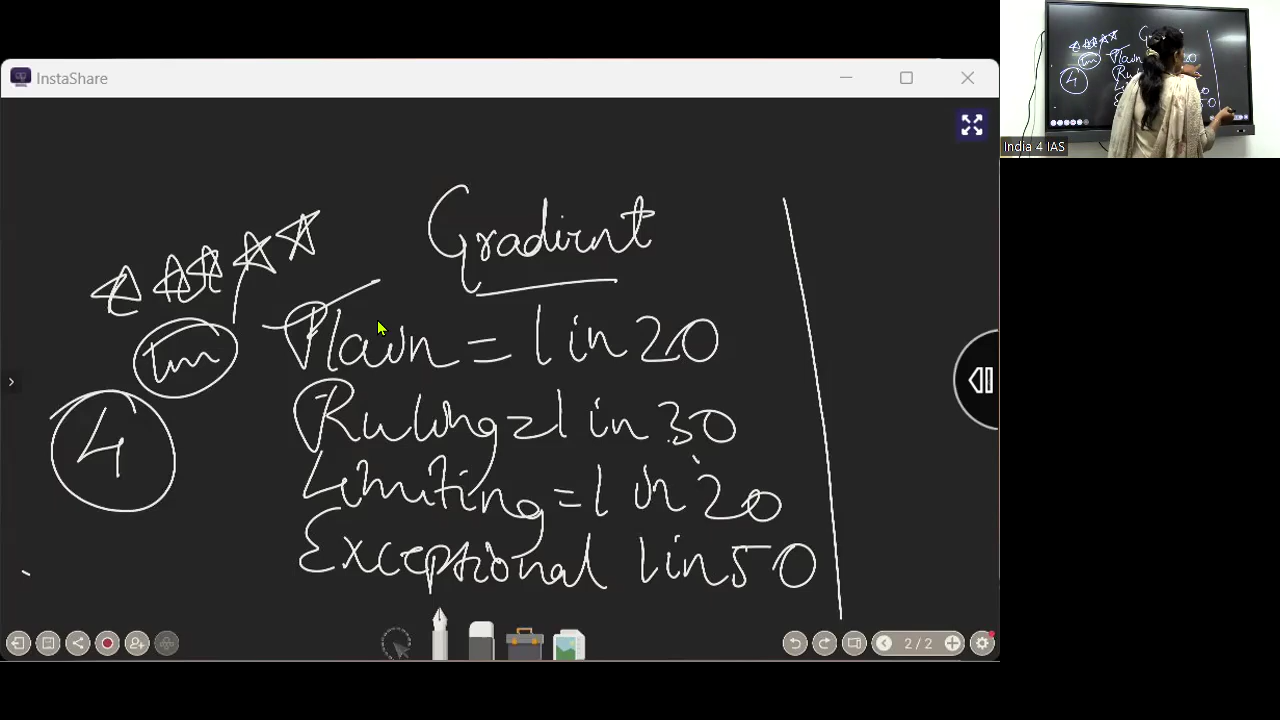 InstaShare
India 4 IAS
Gradient
Im
4
Plain = 1 in 20
Ruling = 1 in 30
Limiting = 1 in 20
Exceptional 1 in 50
2 / 2